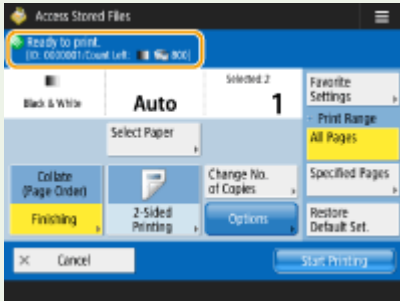 Access Stored Files
Ready to print.
(ID: 0000001/Count Left: 800)
Black & White
Auto
Selected: 2
1
Favorite
Settings
Print Range
All Pages
Select Paper
Collate
(Page Order)
Finishing
2-Sided
Printing
Change No.
of Copies
Options
Specified Pages
Restore
Default Set.
Cancel
Start Printing